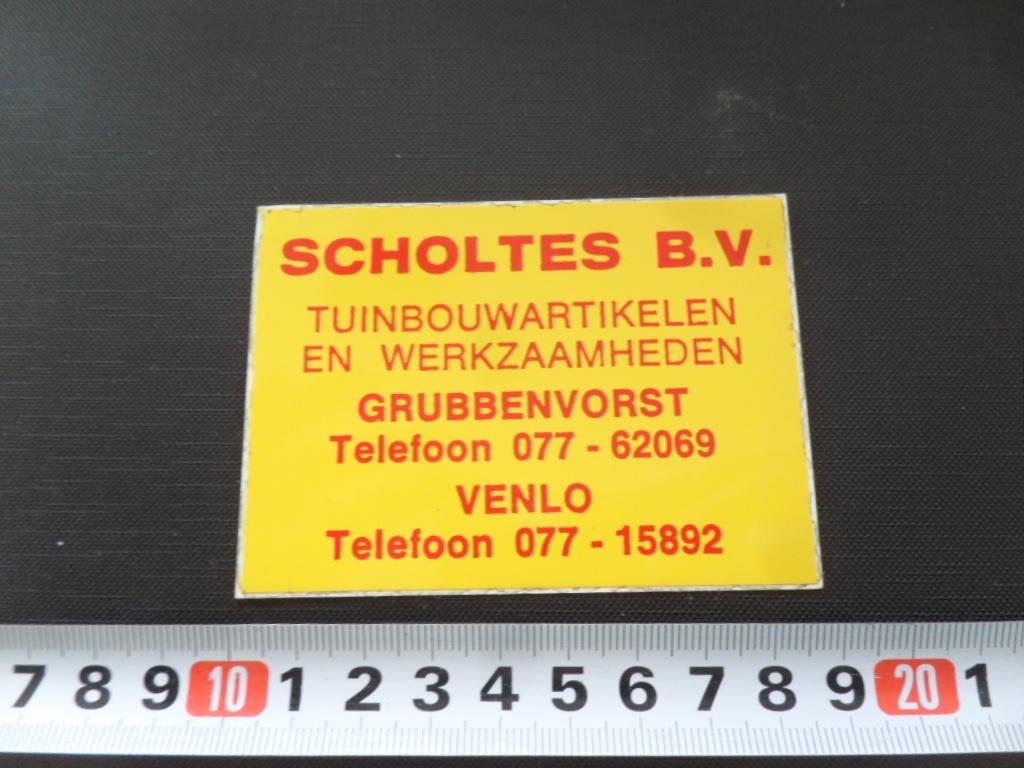 SCHOLTES B.V.
TUINBOUWARTIKELEN
EN WERKZAAMHEDEN
GRUBBENVORST
Telefoon 077 - 62069
VENLO
Telefoon 077 - 15892
7 8 9 10 1 2 3 4 5 6 7 8 9 20 1